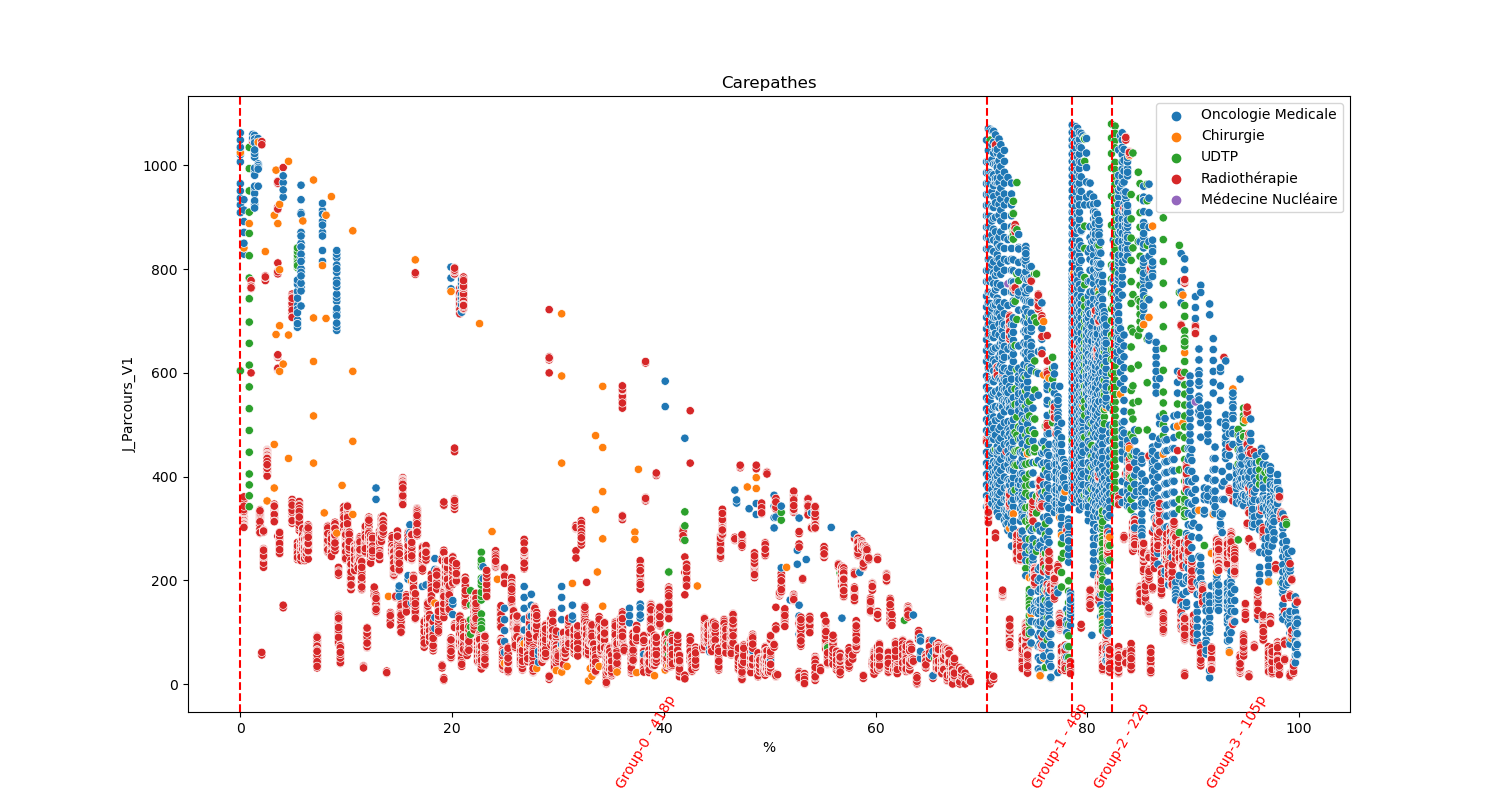 Carepathes
Oncologie Medicale
Chirurgie
UDTP
Radiothérapie
Médecine Nucléaire
J_Parcours_V1
1000
800
600
400
200
0
0
20
40
60
80
100
%
Group-0 - 418p
Group-1 - 48p
Group-2 - 22p
Group-3 - 105p